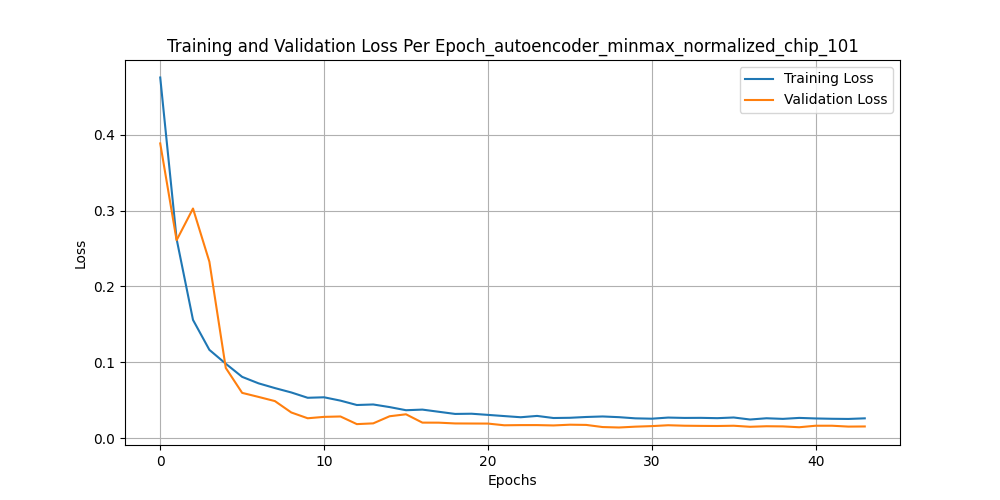 Training and Validation Loss Per Epoch_autoencoder_minmax_normalized_chip_101
Training Loss
Validation Loss
0.4
0.3
0.2
0.1
0.0
Loss
0 10 20 30 40
Epochs